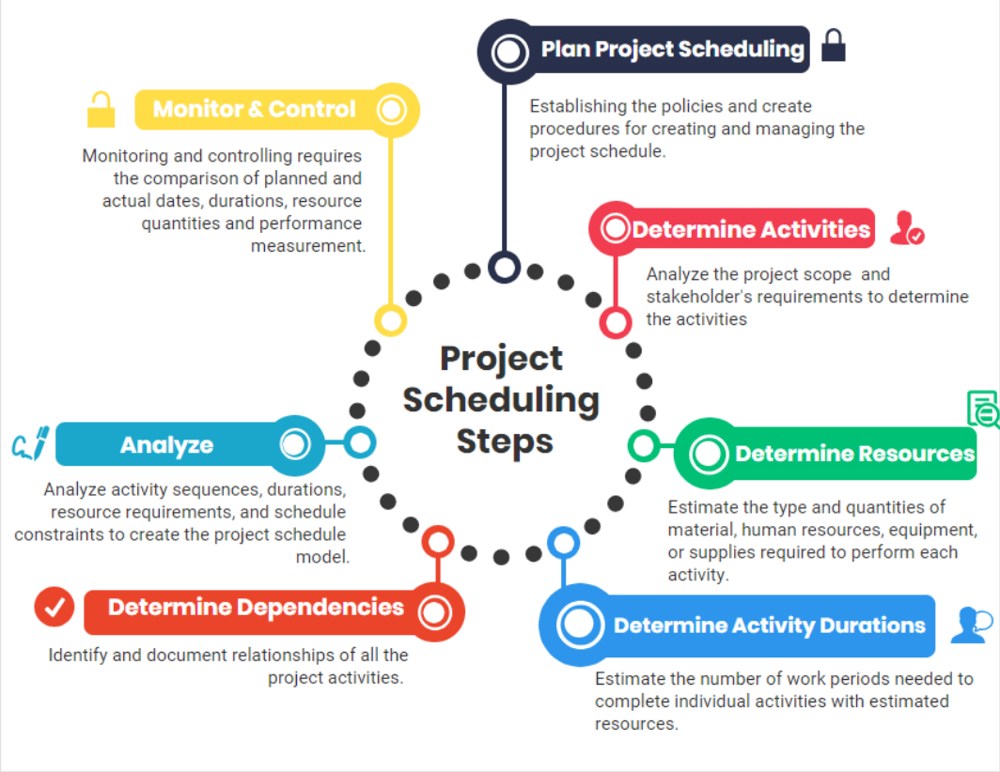 Project
Scheduling
Steps
Plan Project Scheduling
Establishing the policies and create
procedures for creating and managing the
project schedule.
Determine Activities
Analyze the project scope and
stakeholder's requirements to determine
the activities
Determine Resources
Estimate the type and quantities of
material, human resources, equipment,
or supplies required to perform each
activity.
Determine Activity Durations
Estimate the number of work periods needed to
complete individual activities with estimated
resources.
Determine Dependencies
Identify and document relationships of all the
project activities.
Analyze
Analyze activity sequences, durations,
resource requirements, and schedule
constraints to create the project schedule
model.
Monitor & Control
Monitoring and controlling requires
the comparison of planned and
actual dates, durations, resource
quantities and performance
measurement.